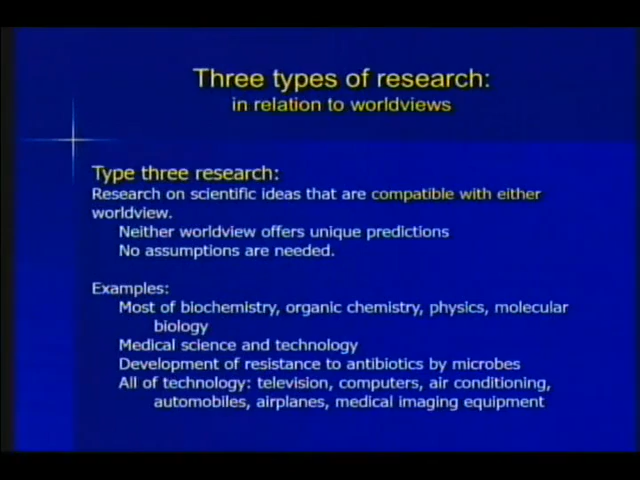 Three types of research:
in relation to worldviews
Type three research:
Research on scientific ideas that are compatible with either
worldview.
Neither worldview offers unique predictions
No assumptions are needed.
Examples:
Most of biochemistry, organic chemistry, physics, molecular
biology
Medical science and technology
Development of resistance to antibiotics by microbes
All of technology: television, computers, air conditioning,
automobiles, airplanes, medical imaging equipment